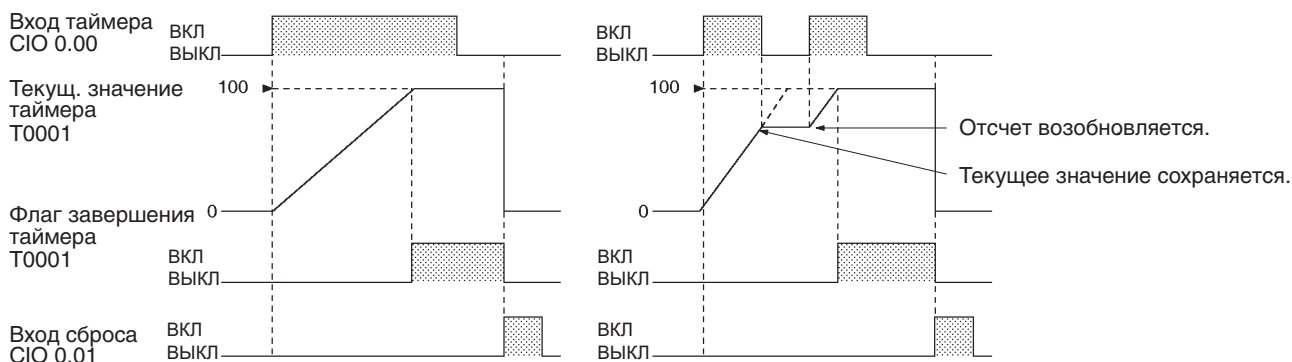 Вход таймера
CIO 0.00
ВКЛ
ВЫКЛ
ВКЛ
ВЫКЛ
Текущ. значение
таймера
T0001
100
100
Отсчет возобновляется.
Текущее значение сохраняется.
0
0
Флаг завершения
таймера
T0001
ВКЛ
ВЫКЛ
ВКЛ
ВЫКЛ
Вход сброса
CIO 0.01
ВКЛ
ВЫКЛ
ВКЛ
ВЫКЛ